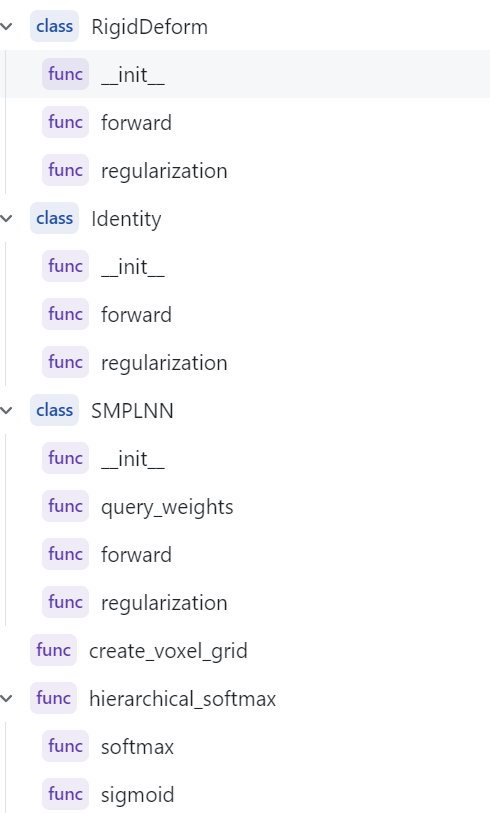 class RigidDeform
func __init__
func forward
func regularization
class Identity
func __init__
func forward
func regularization
class SMPLNN
func __init__
func query_weights
func forward
func regularization
func create_voxel_grid
func hierarchical_softmax
func softmax
func sigmoid